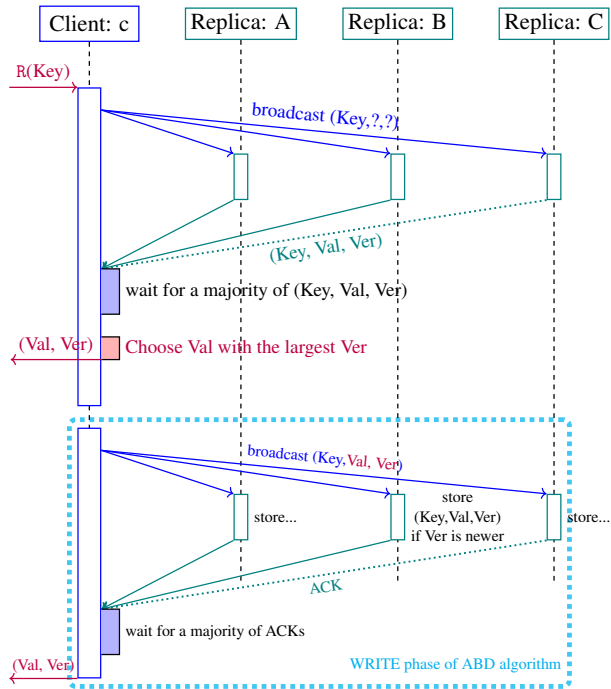 Client: c
Replica: A
Replica: B
Replica: C
R(Key)
broadcast (Key,?,?)
(Key, Val, Ver)
wait for a majority of (Key, Val, Ver)
(Val, Ver)
Choose Val with the largest Ver
broadcast (Key,Val, Ver)
store...
store
(Key,Val,Ver)
if Ver is newer
store...
ACK
wait for a majority of ACKs
(Val, Ver)
WRITE phase of ABD algorithm